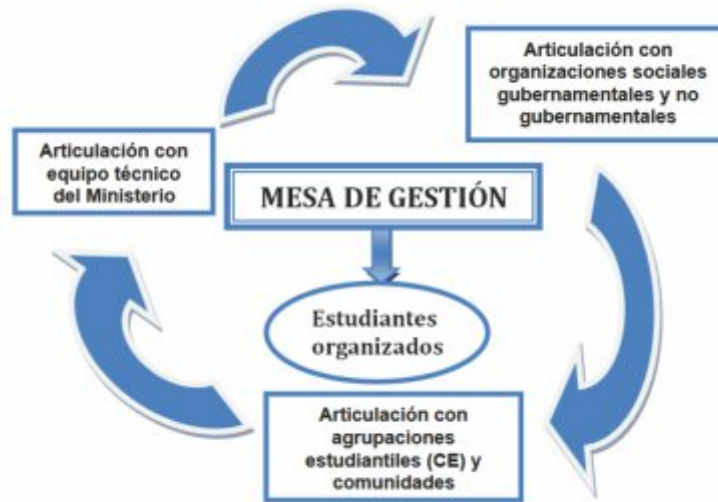 Articulación con
organizaciones sociales
gubernamentales y no
gubernamentales
Articulación con
equipo técnico
del Ministerio
MESA DE GESTIÓN
Estudiantes
organizados
Articulación con
agrupaciones
estudiantiles (CE) y
comunidades